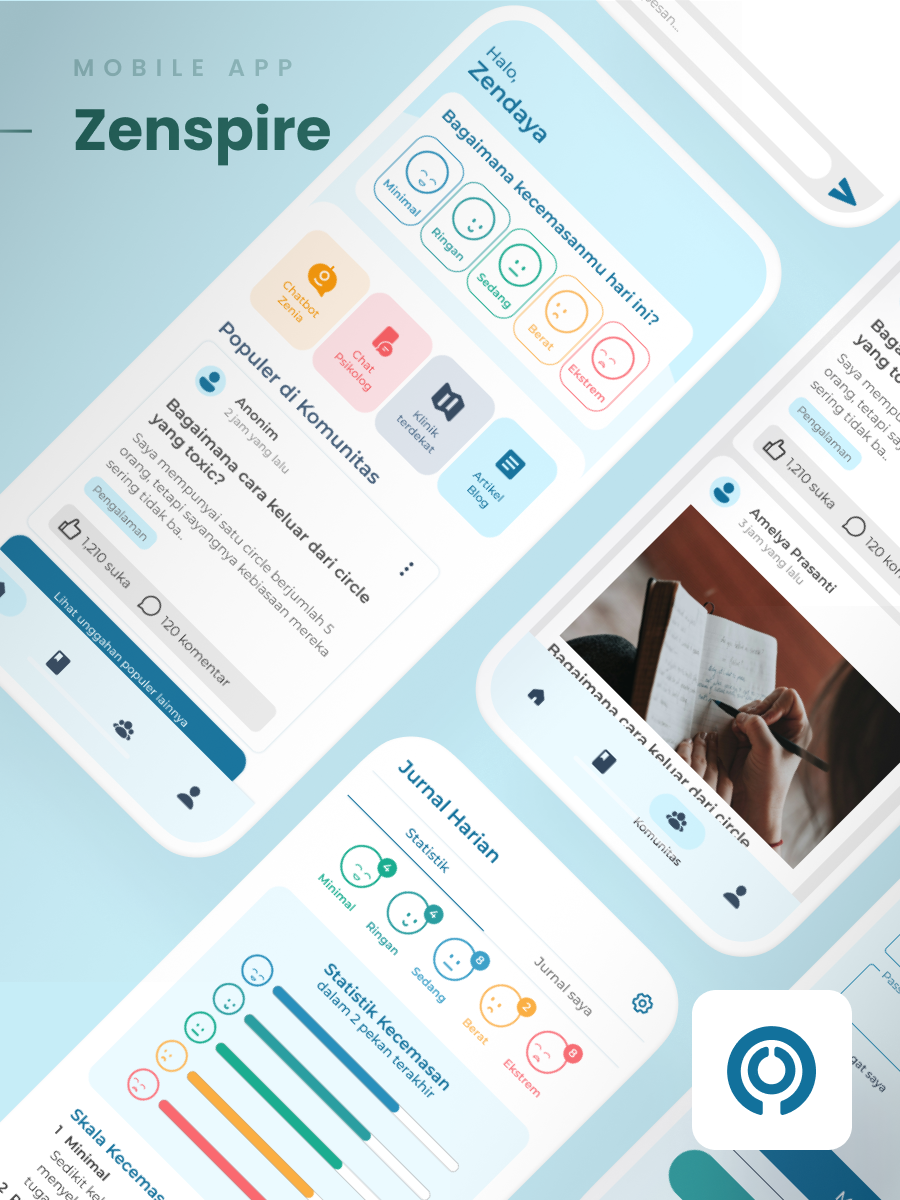 MOBILE APP
Zenspire
Halo,
Zendaya
Bagaimana kecemasanmu hari ini?
Minimal
Ringan
Sedang
Berat
Ekstrem
Chatbot
Zenia
Chat
Psikolog
Klinik
terdekat
Artikel
Blog
Populer di Komunitas
Anonim
2 jam yang lalu
Bagaimana cara keluar dari circle
yang toxic?
Saya mempunyai satu circle berjumlah 5
orang, tetapi sayangnya kebiasaan mereka
sering tidak ba..
Pengalaman
1,210 suka
120 komentar
Lihat unggahan populer lainnya
esan...
Baga
yang to
Saya mempu
orang, tetapi sa
sering tidak ba..
Pengalaman
1,210 suka
120 kom
Amelya Prasanti
3 jam yang lalu
Bagaimana cara keluar dari circle
Komunitas
Jurnal Harian
Statistik
Jurnal saya
4
Minimal
4
Ringan
8
Sedang
2
Berat
8
Ekstrem
Statistik Kecemasan
dalam 2 pekan terakhir
Skala Kecemas
1 Minimal
Sedikit ke
menye
tuga
2
Pass
gat saya